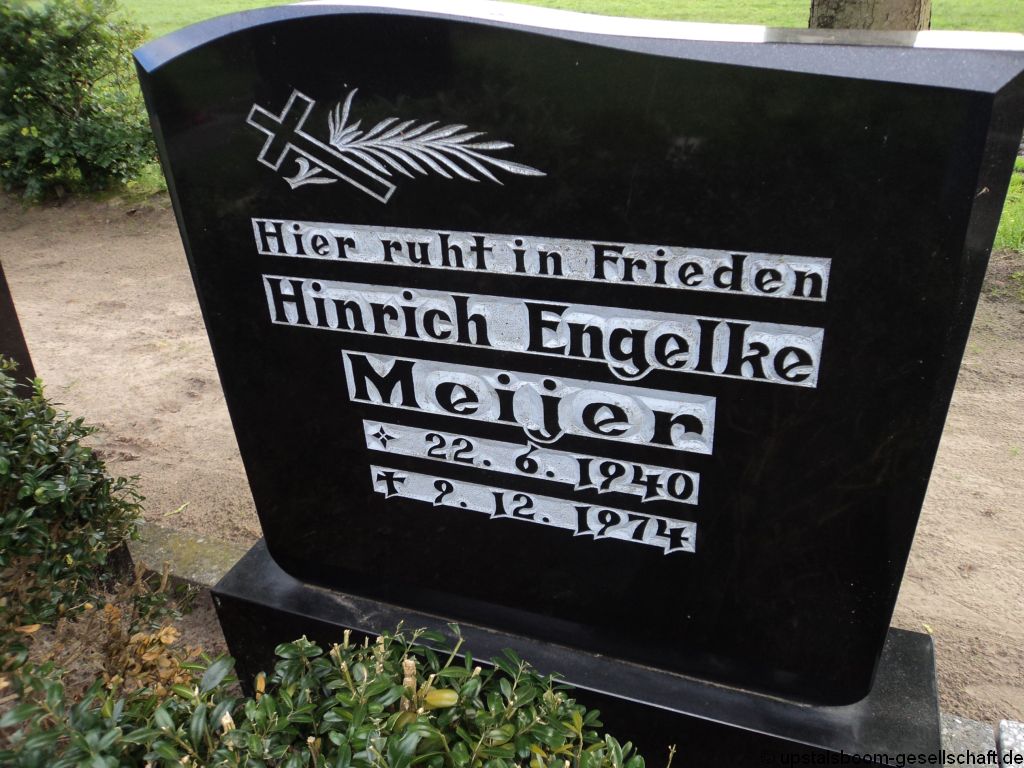 Hier ruht in Frieden
Hinrich Engelke
Meijer
✧ 22. 6. 1940
✝ 9. 12. 1974
© upstalsboom-gesellschaft.de